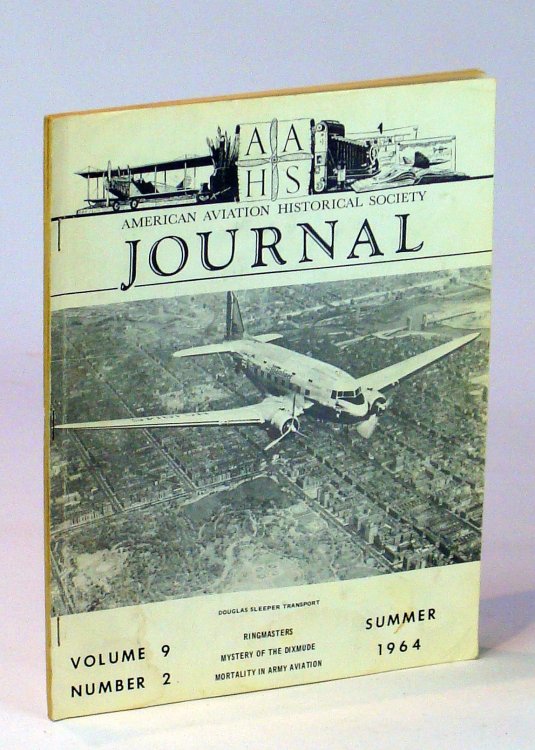 A A
H S
AMERICAN AVIATION HISTORICAL SOCIETY
JOURNAL
DOUGLAS SLEEPER TRANSPORT
VOLUME 9
NUMBER 2
RINGMASTERS
MYSTERY OF THE DIXMUDE
MORTALITY IN ARMY AVIATION
SUMMER
1964